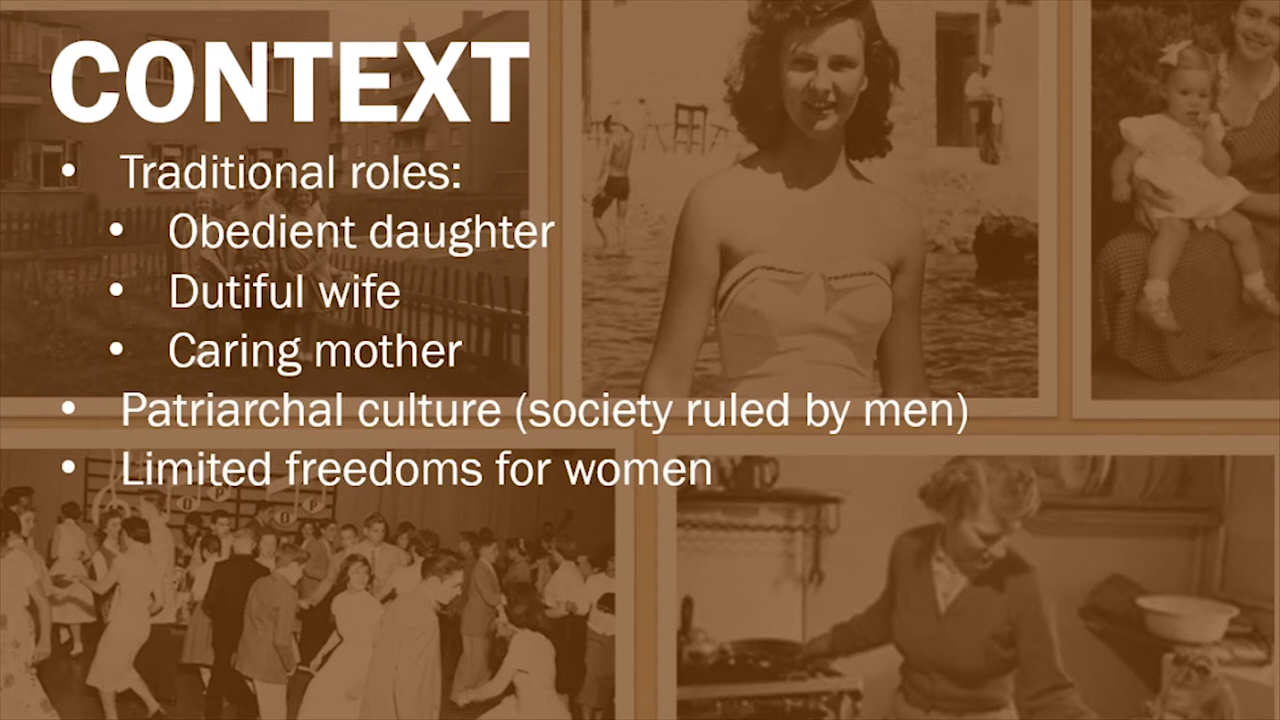 CONTEXT
• Traditional roles:
• Obedient daughter
• Dutiful wife
• Caring mother
• Patriarchal culture (society ruled by men)
• Limited freedoms for women